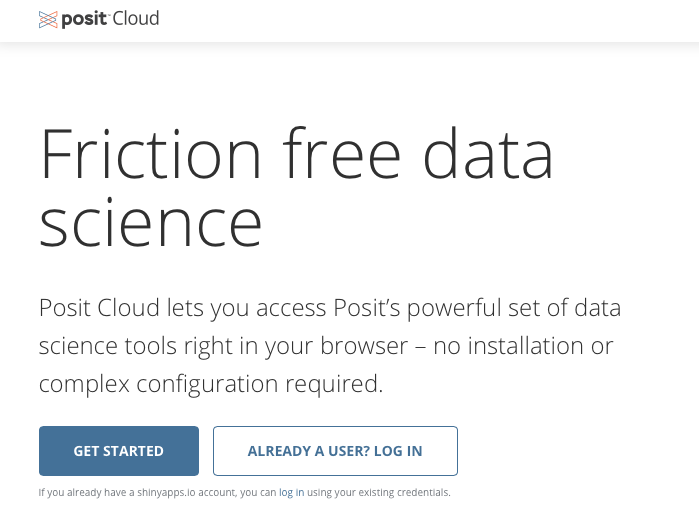 posit Cloud
Friction free data
science
Posit Cloud lets you access Posit’s powerful set of data
science tools right in your browser – no installation or
complex configuration required.
GET STARTED
ALREADY A USER? LOG IN
If you already have a shinyapps.io account, you can log in using your existing credentials.